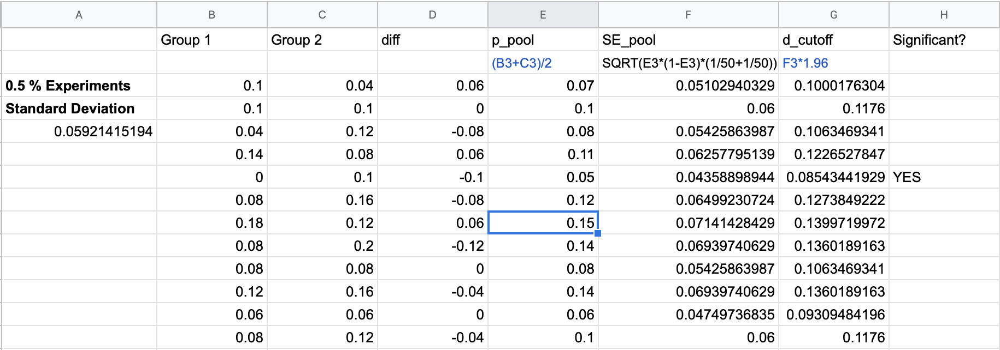 A B C D E F G H
Group 1 Group 2 diff p_pool SE_pool d_cutoff Significant?
(B3+C3)/2 SQRT(E3*(1-E3)*(1/50+1/50)) F3*1.96
0.5 % Experiments 0.1 0.04 0.06 0.07 0.05102940329 0.1000176304
Standard Deviation 0.1 0.1 0 0.1 0.06 0.1176
0.05921415194 0.04 0.12 -0.08 0.08 0.05425863987 0.1063469341
0.14 0.08 0.06 0.11 0.06257795139 0.1226527847
0 0.1 -0.1 0.05 0.04358898944 0.08543441929 YES
0.08 0.16 -0.08 0.12 0.06499230724 0.1273849222
0.18 0.12 0.06 0.15 0.07141428429 0.1399719972
0.08 0.2 -0.12 0.14 0.06939740629 0.1360189163
0.08 0.08 0 0.08 0.05425863987 0.1063469341
0.12 0.16 -0.04 0.14 0.06939740629 0.1360189163
0.06 0.06 0 0.06 0.04749736835 0.09309484196
0.08 0.12 -0.04 0.1 0.06 0.1176